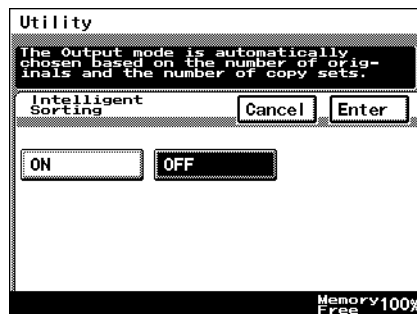 Utility
The Output mode is automatically
chosen based on the number of orig-
inals and the number of copy sets.
Intelligent
Sorting
Cancel
Enter
ON
OFF
Memory
Free
100%